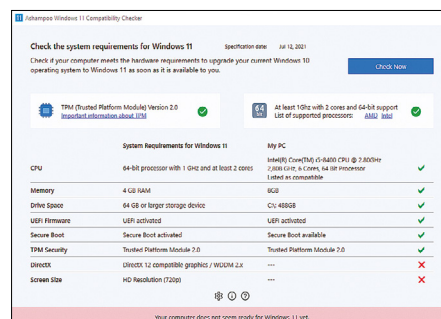 Ashampoo Windows 11 Compatibility Checker
Check the system requirements for Windows 11
Specification date Jul 12, 2021
Check if your computer meets the hardware requirements to upgrade your current Windows 10
operating system to Windows 11 as soon as it is available to you.
Check Now
TPM (Trusted Platform Module) Version 2.0
Important information about TPM
64
bit
At least 1Ghz with 2 cores and 64-bit support
List of supported processors: AMD Intel
System Requirements for Windows 11 My PC
CPU 64-bit processor with 1 GHz and at least 2 cores
Intel(R) Core(TM) i5-8400 CPU @ 2.80GHz
2,808 GHz, 6 Cores, 64 Bit Processor
Listed as compatible
Memory 4 GB RAM 8GB
Drive Space 64 GB or larger storage device C:\: 488GB
UEFI Firmware UEFI activated UEFI activated
Secure Boot Secure Boot activated Secure Boot available
TPM Security Trusted Platform Module 2.0 Trusted Platform Module 2.0
DirectX DirectX 12 compatible graphics / WDDM 2.x ---
Screen Size HD Resolution (720p) ---
Your computer does not seem ready for Windows 11 yet.